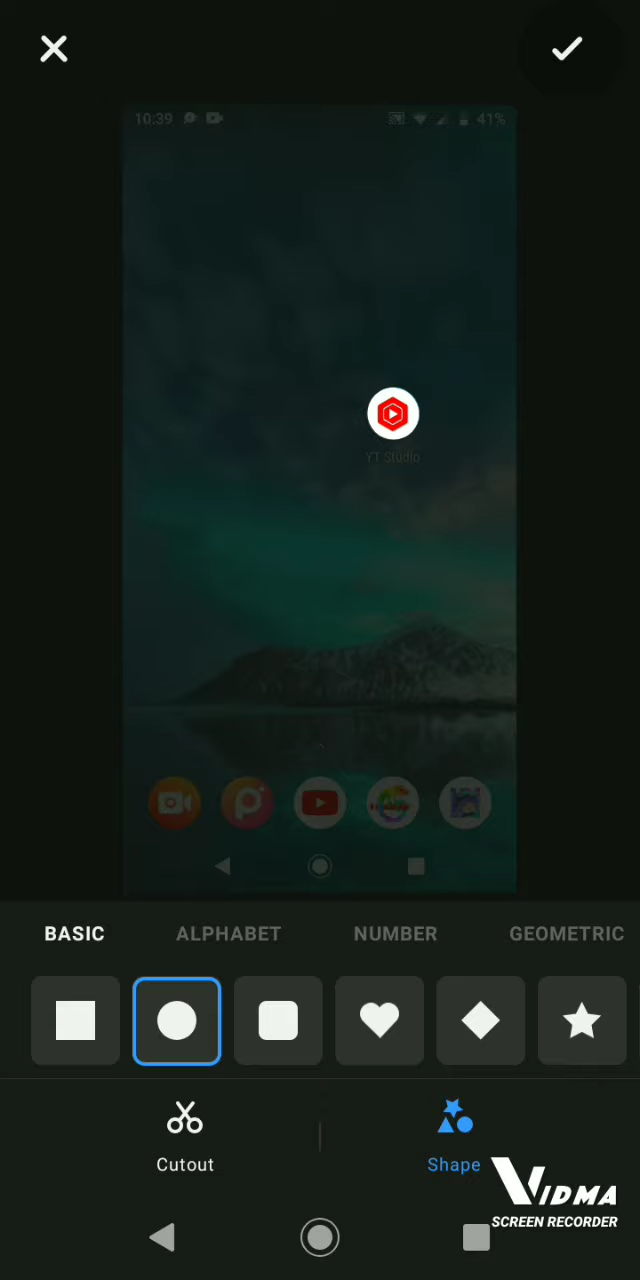 10:39
41%
YT Studio
BASIC ALPHABET NUMBER GEOMETRIC
Cutout
Shape
VIDMA
SCREEN RECORDER